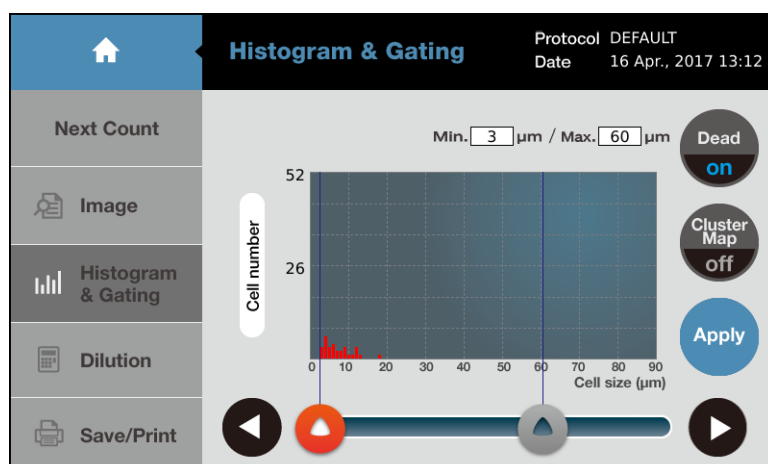 Histogram & Gating
Protocol DEFAULT
Date 16 Apr., 2017 13:12
Next Count
Image
Histogram
& Gating
Dilution
Save/Print
Min. 3 µm / Max. 60 µm
52
26
Cell number
0 10 20 30 40 50 60 70 80 90
Cell size (µm)
Dead
on
Cluster
Map
off
Apply